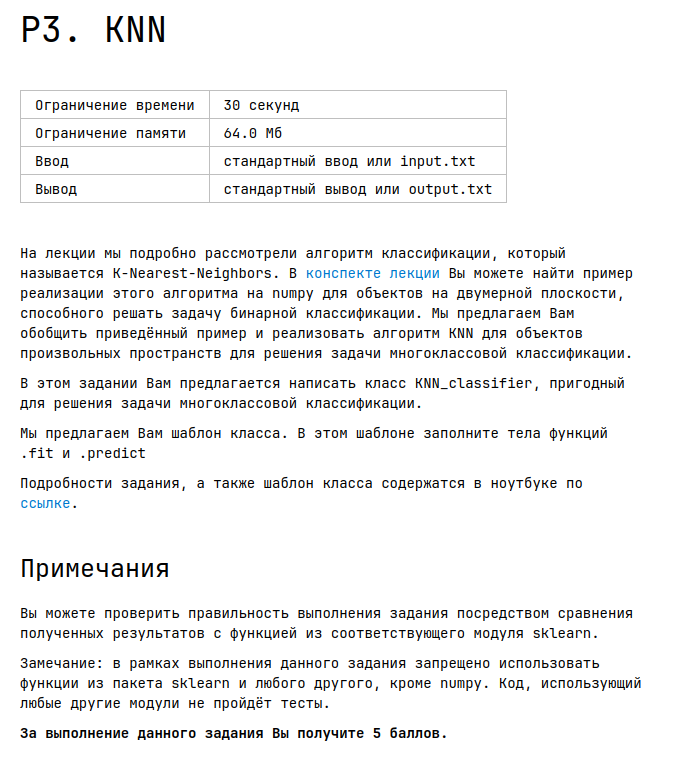 P3. KNN
Ограничение времени 30 секунд
Ограничение памяти 64.0 Мб
Ввод стандартный ввод или input.txt
Вывод стандартный вывод или output.txt
На лекции мы подробно рассмотрели алгоритм классификации, который
называется K-Nearest-Neighbors. В конспекте лекции Вы можете найти пример
реализации этого алгоритма на numpy для объектов на двумерной плоскости,
способного решать задачу бинарной классификации. Мы предлагаем Вам
обобщить приведённый пример и реализовать алгоритм KNN для объектов
произвольных пространств для решения задачи многоклассовой классификации.
В этом задании Вам предлагается написать класс KNN_classifier, пригодный
для решения задачи многоклассовой классификации.
Мы предлагаем Вам шаблон класса. В этом шаблоне заполните тела функций
.fit и .predict
Подробности задания, а также шаблон класса содержатся в ноутбуке по
ссылке.
Примечания
Вы можете проверить правильность выполнения задания посредством сравнения
полученных результатов с функцией из соответствующего модуля sklearn.
Замечание: в рамках выполнения данного задания запрещено использовать
функции из пакета sklearn и любого другого, кроме numpy. Код, использующий
любые другие модули не пройдёт тесты.
За выполнение данного задания Вы получите 5 баллов.